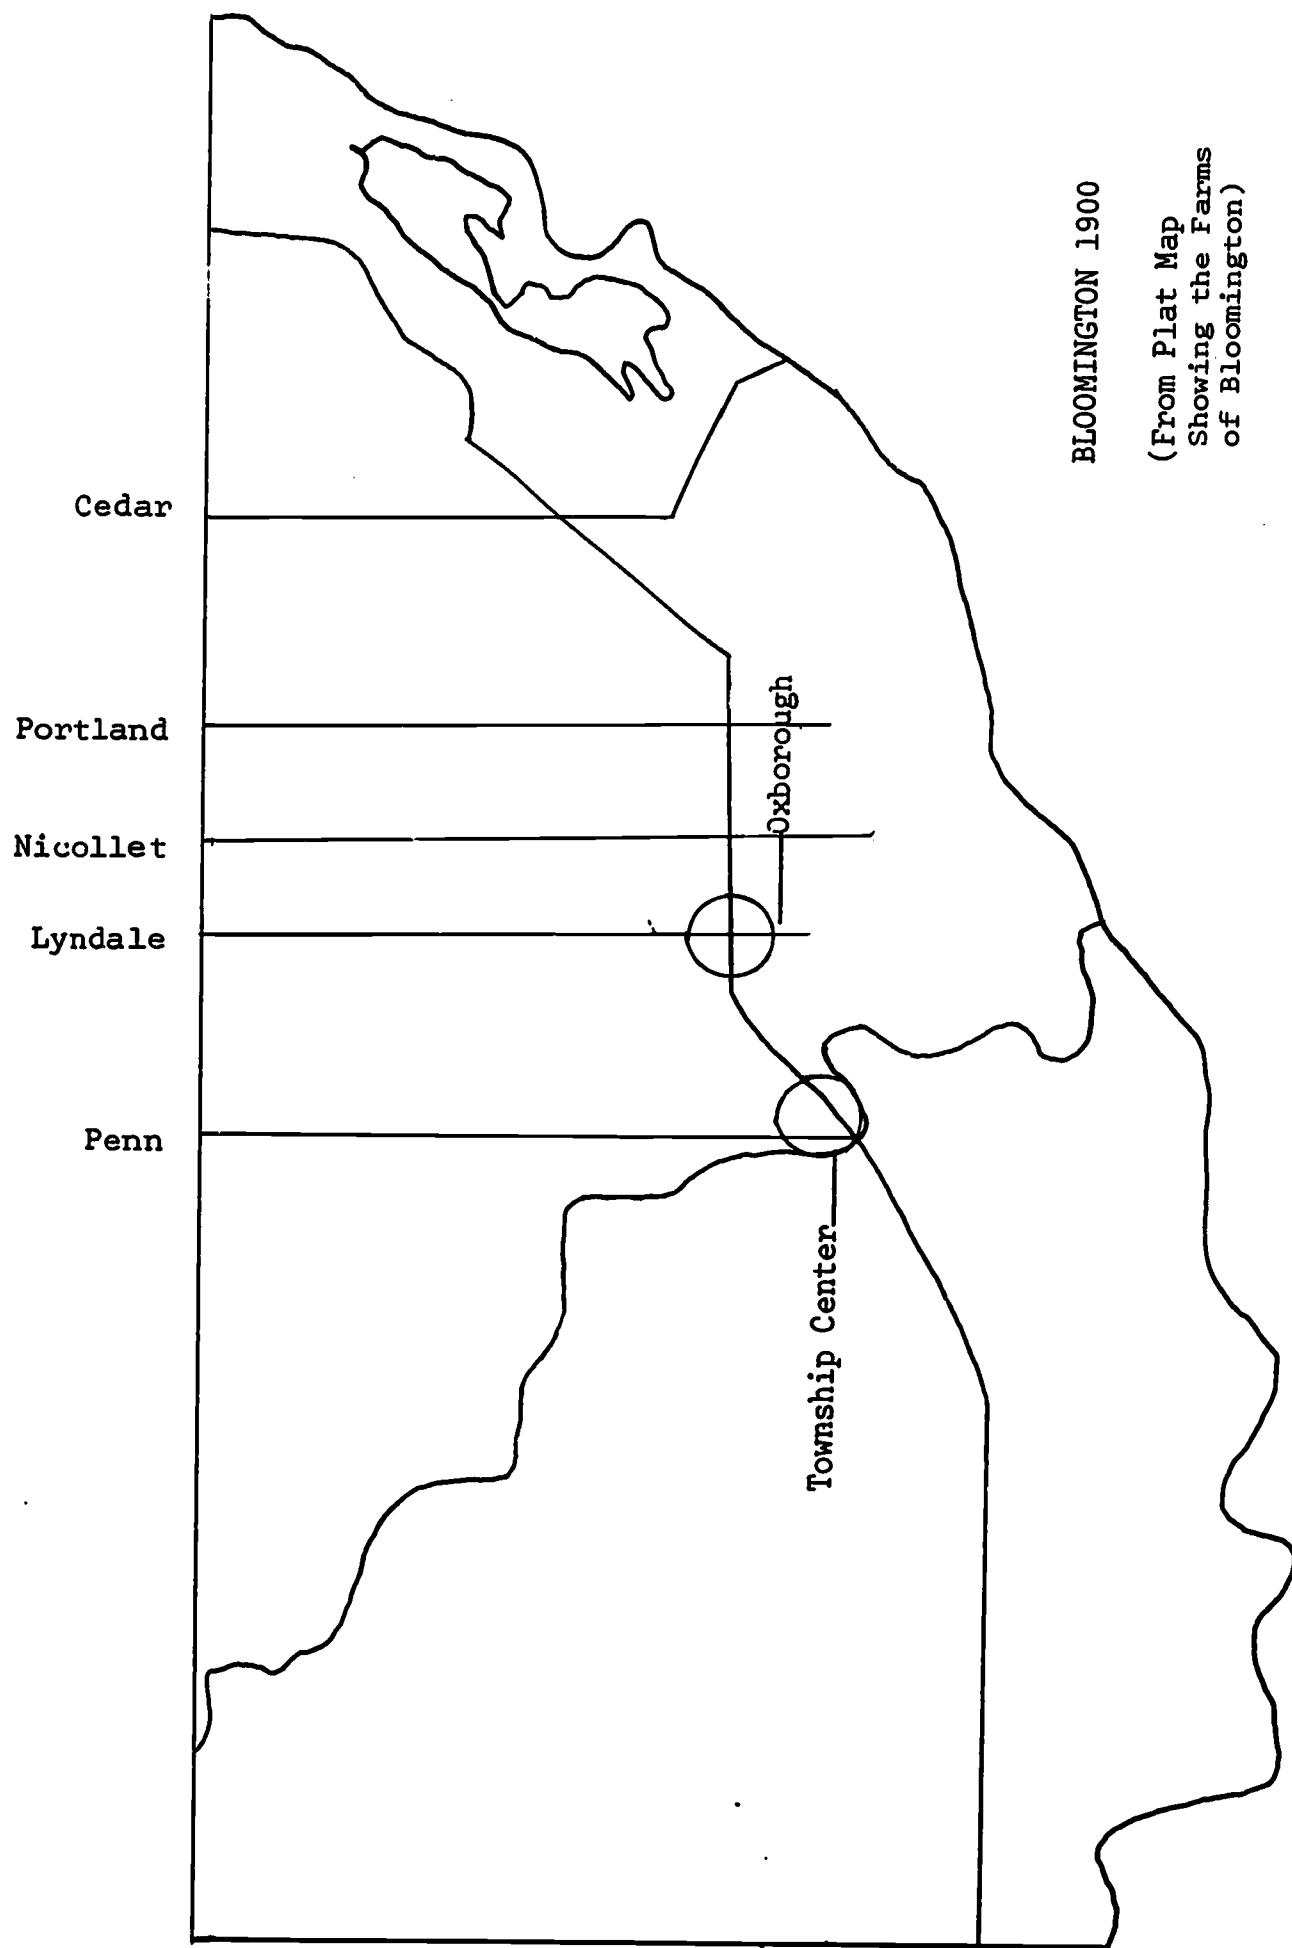 Cedar
Portland
Nicollet
Lyndale
Penn
Oxborough
Township Center
BLOOMINGTON 1900
(From Plat Map
Showing the Farms
of Bloomington)